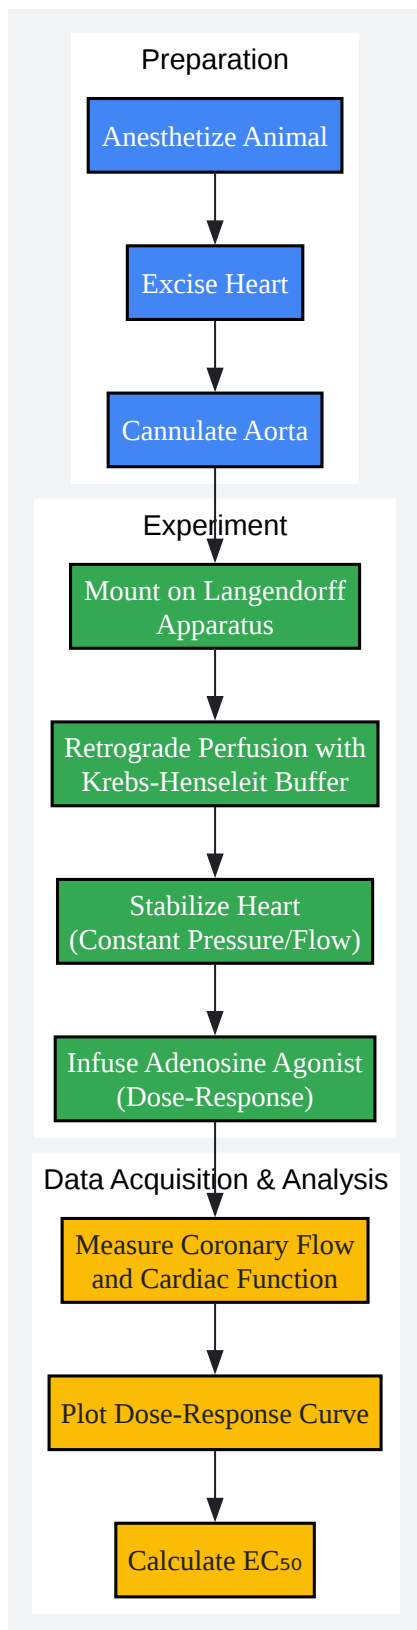 Preparation
Anesthetize Animal
Excise Heart
Cannulate Aorta
Experiment
Mount on Langendorff
Apparatus
Retrograde Perfusion with
Krebs-Henseleit Buffer
Stabilize Heart
(Constant Pressure/Flow)
Infuse Adenosine Agonist
(Dose-Response)
Data Acquisition & Analysis
Measure Coronary Flow
and Cardiac Function
Plot Dose-Response Curve
Calculate EC₅₀